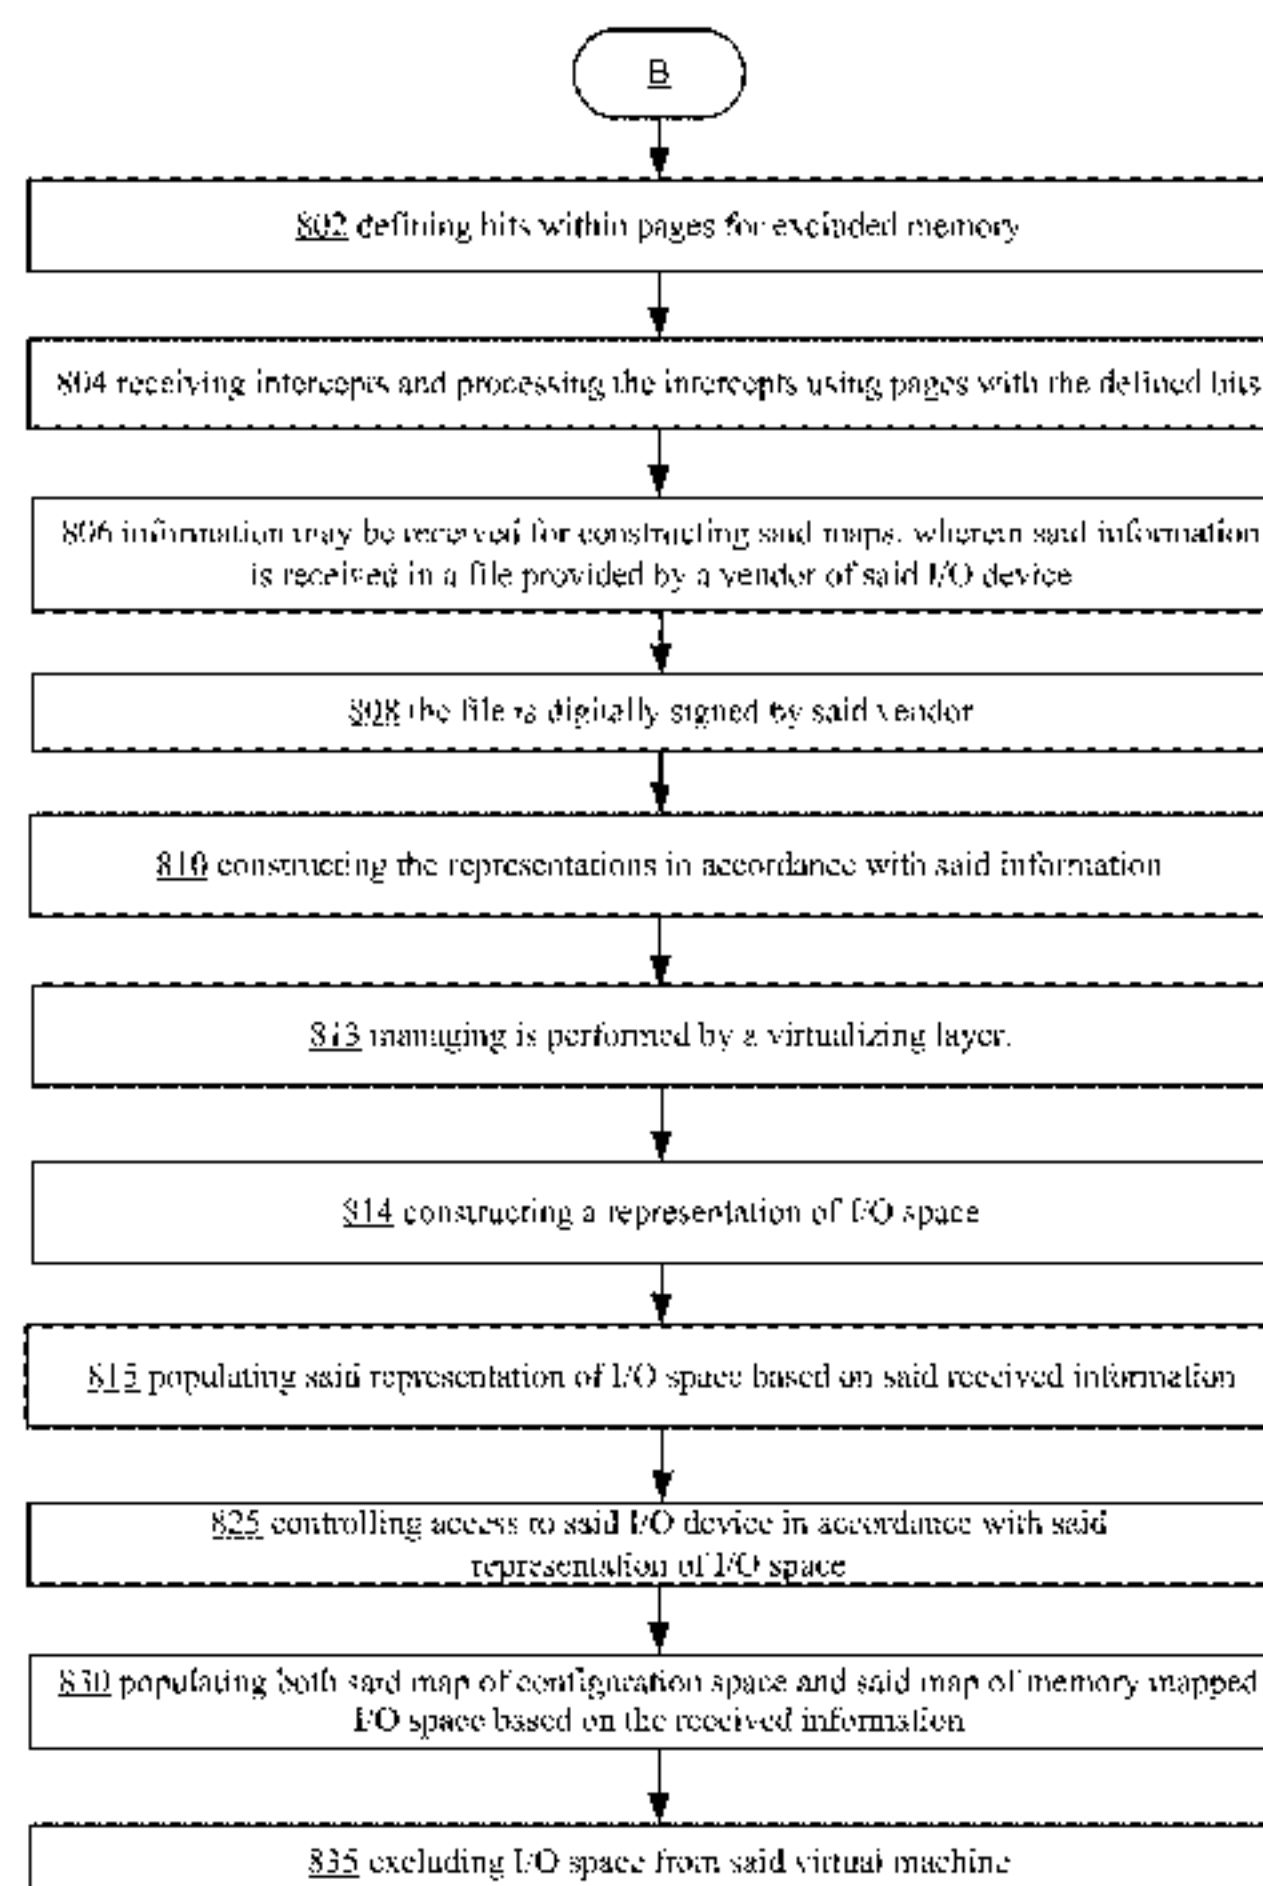 B
802 defining bits within pages for excluded memory
804 receiving intercepts and processing the intercepts using pages with the defined bits
806 information may be received for constructing said maps, wherein said information
is received in a file provided by a vendor of said I/O device
808 the file is digitally signed by said vendor
810 constructing the representations in accordance with said information
813 managing is performed by a virtualizing layer.
814 constructing a representation of I/O space
815 populating said representation of I/O space based on said received information
825 controlling access to said I/O device in accordance with said
representation of I/O space
830 populating both said map of configuration space and said map of memory mapped
I/O space based on the received information
835 excluding I/O space from said virtual machine